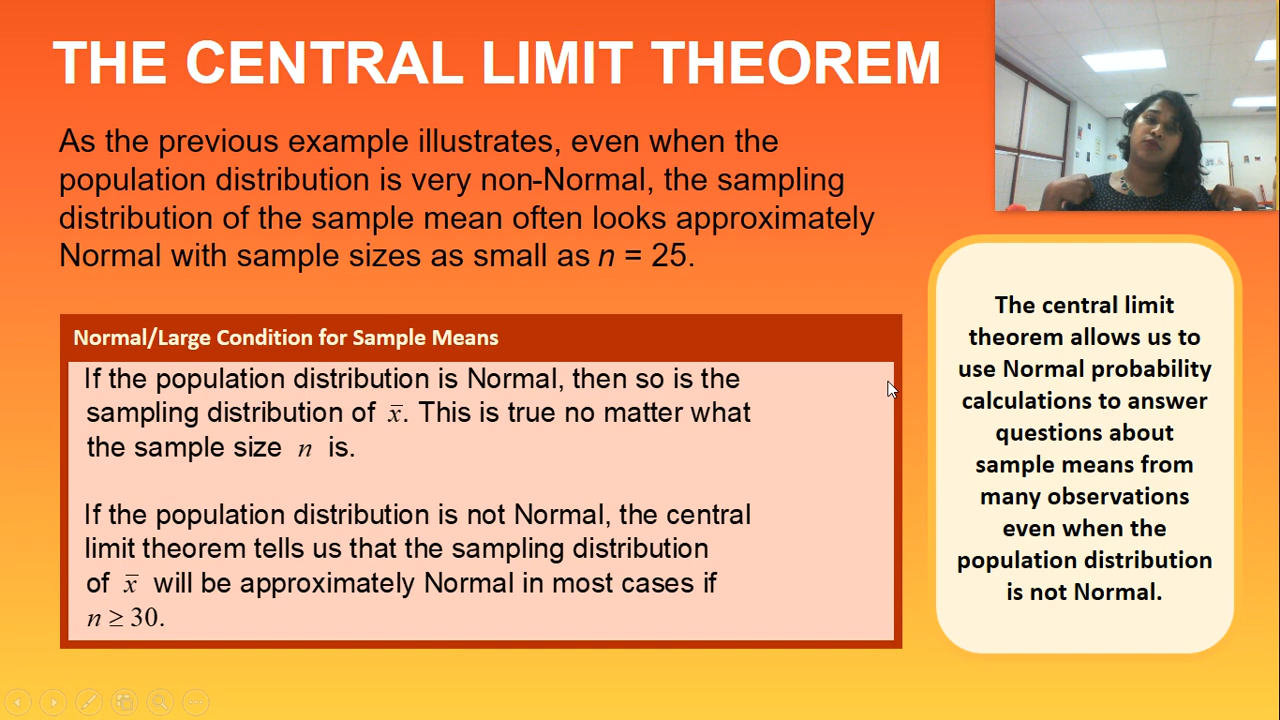 THE CENTRAL LIMIT THEOREM
As the previous example illustrates, even when the
population distribution is very non-Normal, the sampling
distribution of the sample mean often looks approximately
Normal with sample sizes as small as n = 25.
Normal/Large Condition for Sample Means
If the population distribution is Normal, then so is the
sampling distribution of x̄. This is true no matter what
the sample size n is.
If the population distribution is not Normal, the central
limit theorem tells us that the sampling distribution
of x̄ will be approximately Normal in most cases if
n ≥ 30.
The central limit
theorem allows us to
use Normal probability
calculations to answer
questions about
sample means from
many observations
even when the
population distribution
is not Normal.